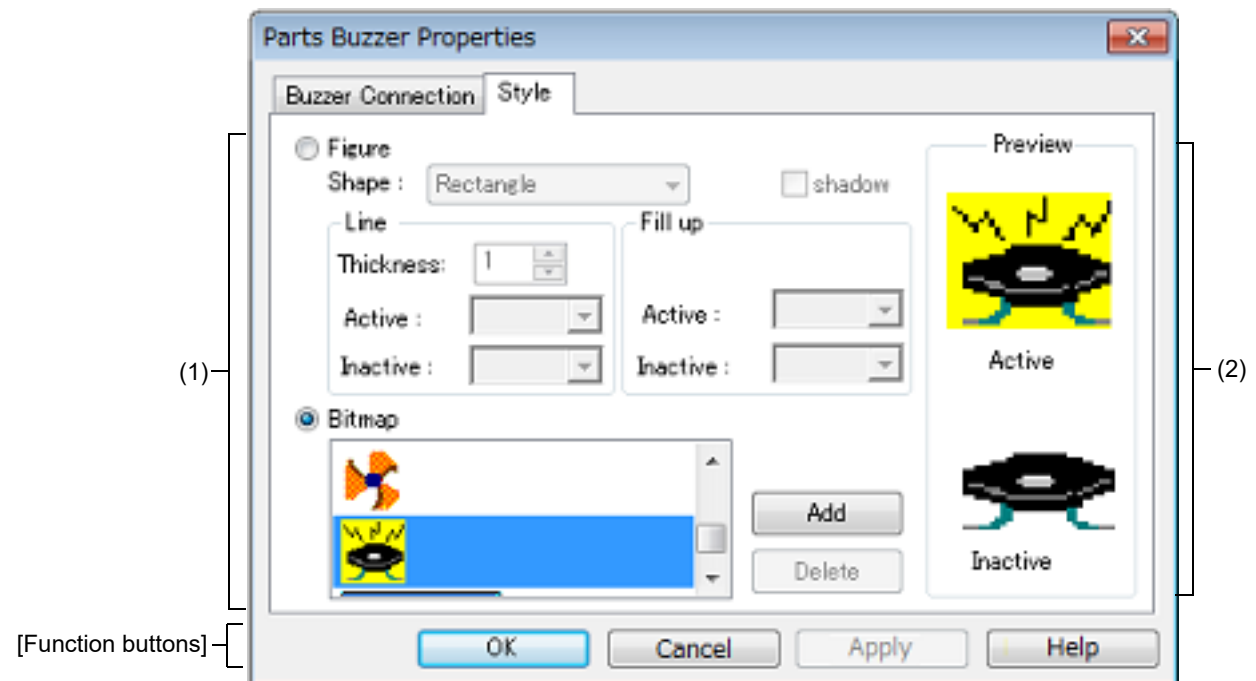 Parts Buzzer Properties
Buzzer Connection Style
Figure
Shape : Rectangle shadow
Line Fill up
Thickness: 1
Active : Active :
Inactive : Inactive :
Bitmap
Add
Delete
Preview
Active
Inactive
(1)
(2)
[Function buttons]
OK Cancel Apply Help